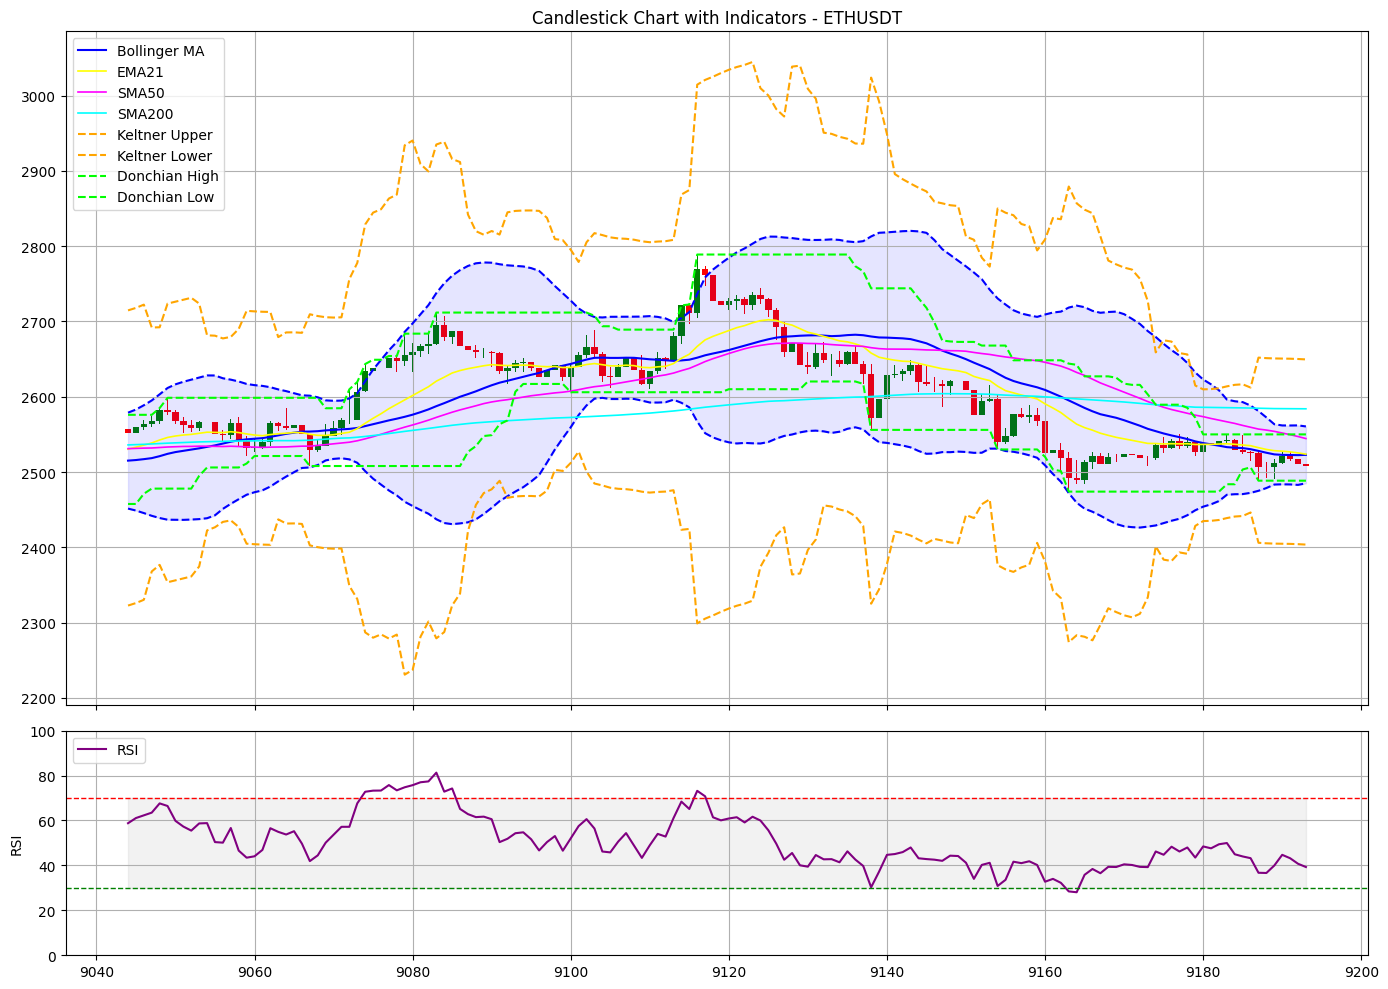 Candlestick Chart with Indicators - ETHUSDT
Bollinger MA
EMA21
SMA50
SMA200
Keltner Upper
Keltner Lower
Donchian High
Donchian Low
3000
2900
2800
2700
2600
2500
2400
2300
2200
RSI
100
80
60
40
20
0
RSI
9040 9060 9080 9100 9120 9140 9160 9180 9200